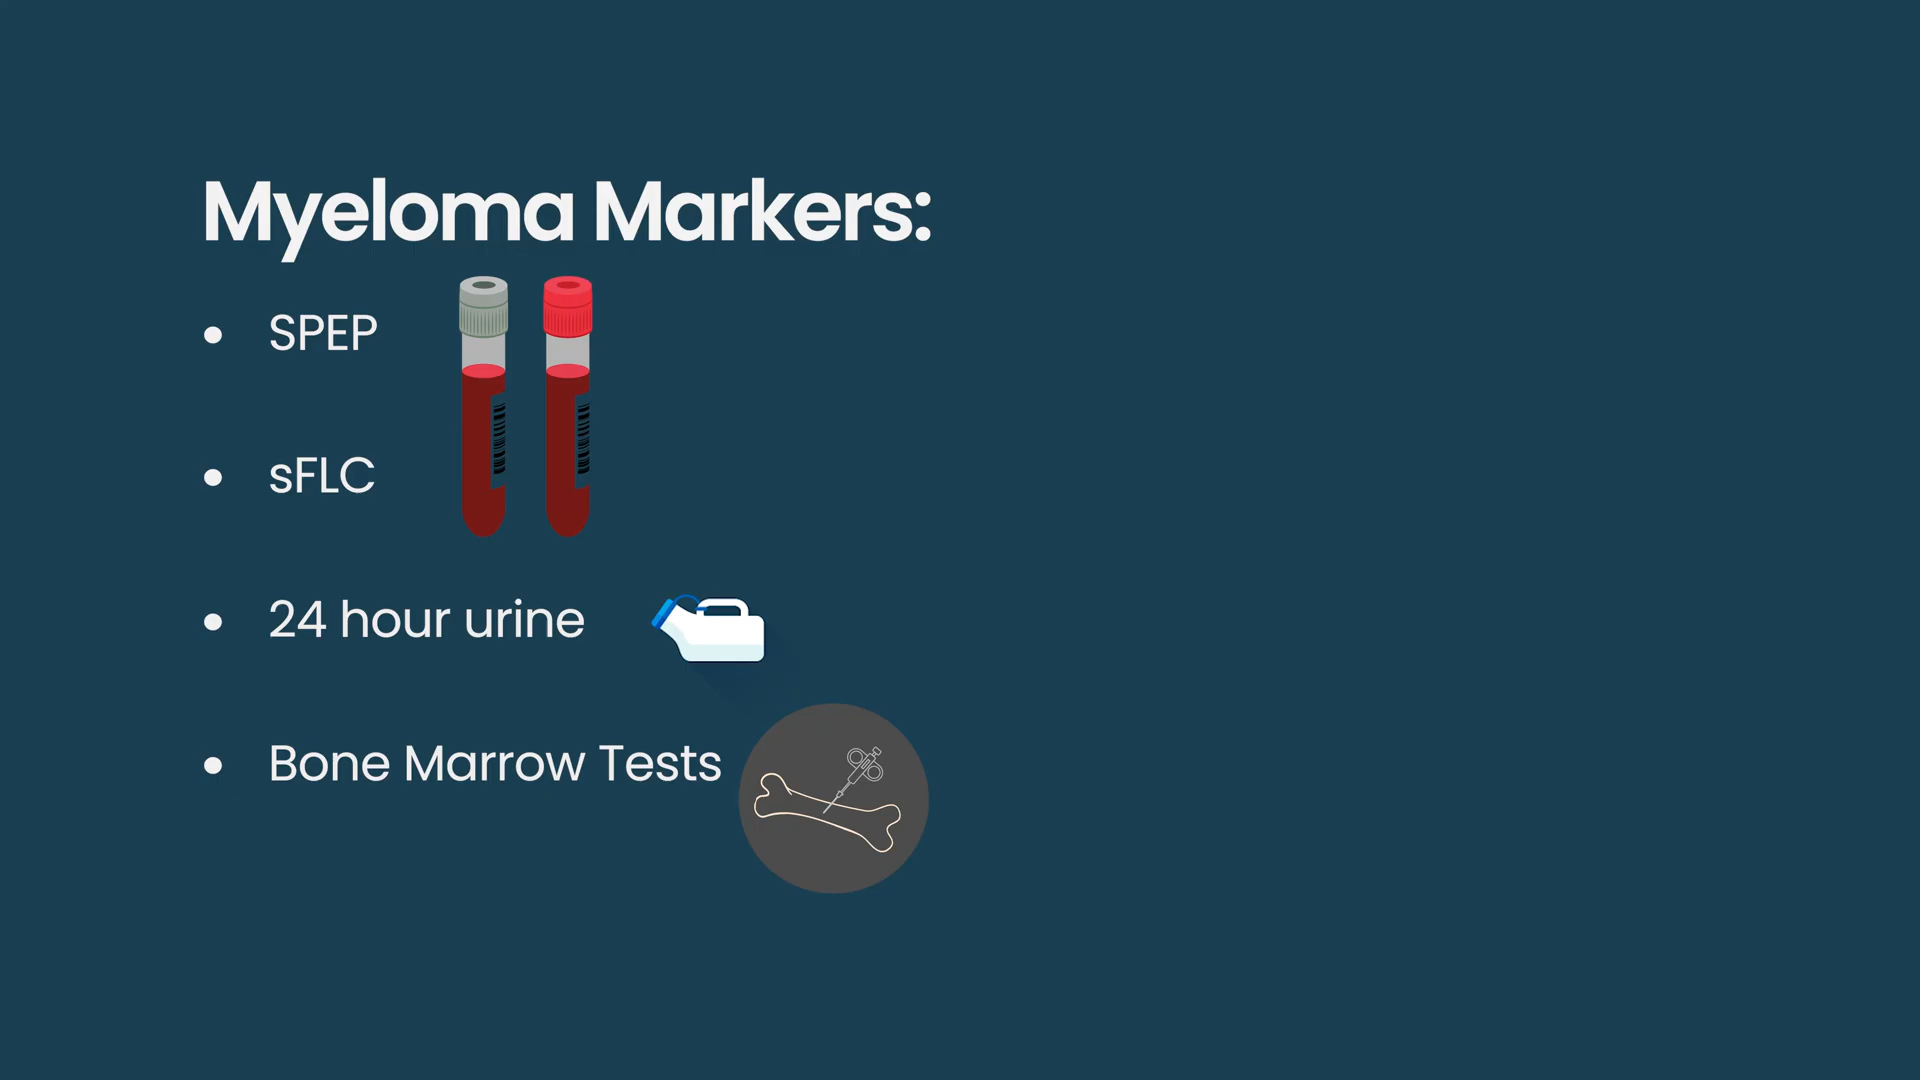 Myeloma Markers:
• SPEP
• sFLC
• 24 hour urine
• Bone Marrow Tests